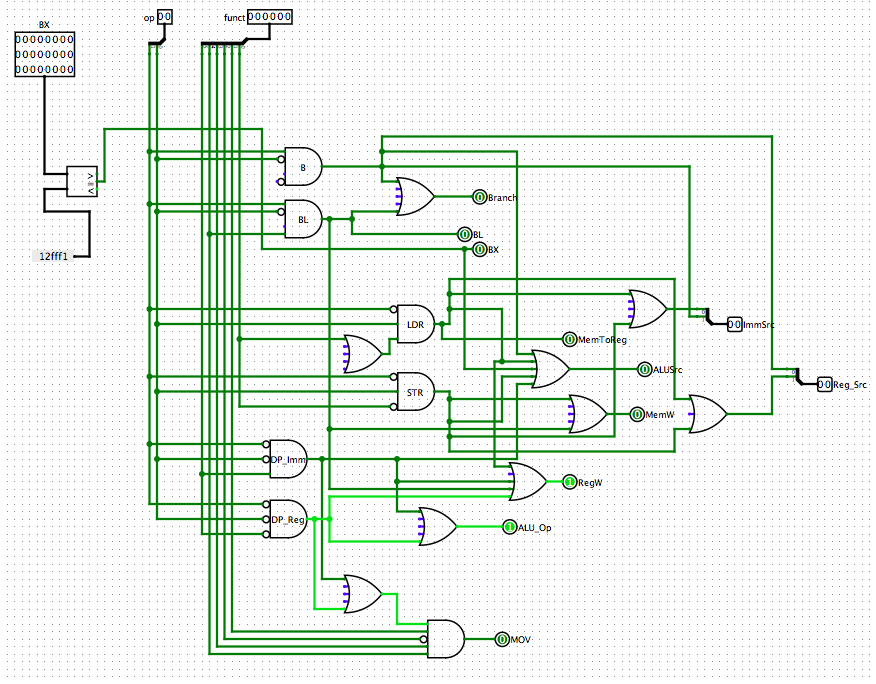 op 00
funct 000000
BX
00000000
00000000
00000000
>
=
<
12fff1
B
BL
0 Branch
0 BL
0 BX
LDR
STR
DP_Imm
DP_Reg
00 ImmSrc
0 MemToReg
0 ALUSrc
00 Reg_Src
0 MemW
1 RegW
1 ALU_Op
0 MOV